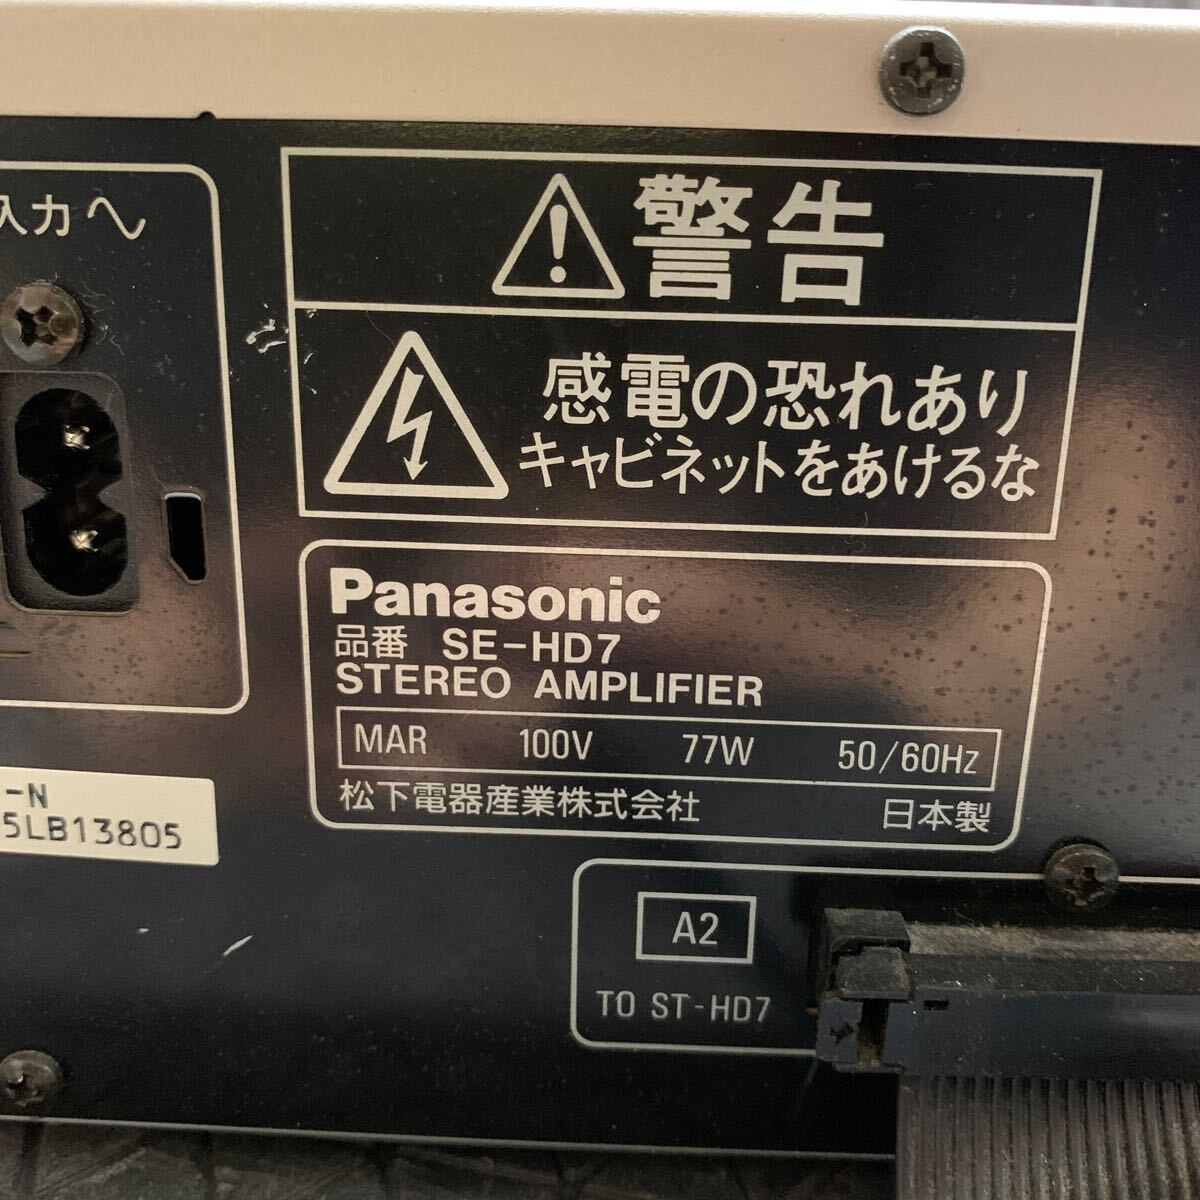 入力
警告
感電の恐れあり
キャビネットをあけるな
Panasonic
品番 SE-HD7
STEREO AMPLIFIER
MAR 100V 77W 50/60Hz
松下電器産業株式会社 日本製
-N
5LB13805
A2
TO ST-HD7